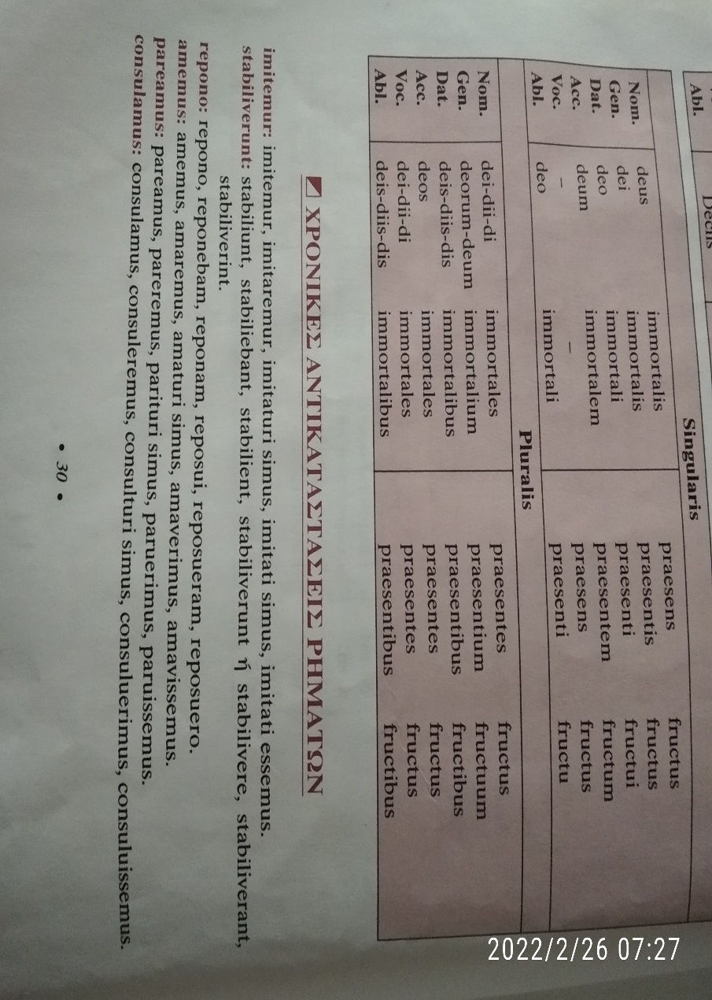 Abl.
Singularis
Nom. deus immortalis praesens fructus
Gen. dei immortalis praesentis fructus
Dat. deo immortali praesenti fructui
Acc. deum immortalem praesentem fructum
Voc. – – praesens fructus
Abl. deo immortali praesenti fructu
Pluralis
Nom. dei-dii-di immortales praesentes fructus
Gen. deorum-deum immortalium praesentium fructuum
Dat. deis-diis-dis immortalibus praesentibus fructibus
Acc. deos immortales praesentes fructus
Voc. dei-dii-di immortales praesentes fructus
Abl. deis-diis-dis immortalibus praesentibus fructibus
ΧΡΟΝΙΚΕΣ ΑΝΤΙΚΑΤΑΣΤΑΣΕΙΣ ΡΗΜΑΤΩΝ
imitemur: imitemur, imitaremur, imitaturi simus, imitati simus, imitati essemus.
stabiliverunt: stabiliunt, stabiliebant, stabilient, stabiliverunt ή stabilivere, stabiliverant,
stabiliverint.
repono: repono, reponebam, reponam, reposui, reposueram, reposuero.
amemus: amemus, amaremus, amaturi simus, amaverimus, amavissemus.
pareamus: pareamus, pareremus, parituri simus, paruerimus, paruissemus.
consulamus: consulamus, consuleremus, consulturi simus, consuluerimus, consuluissemus.
• 30 •
2022/2/26 07:27